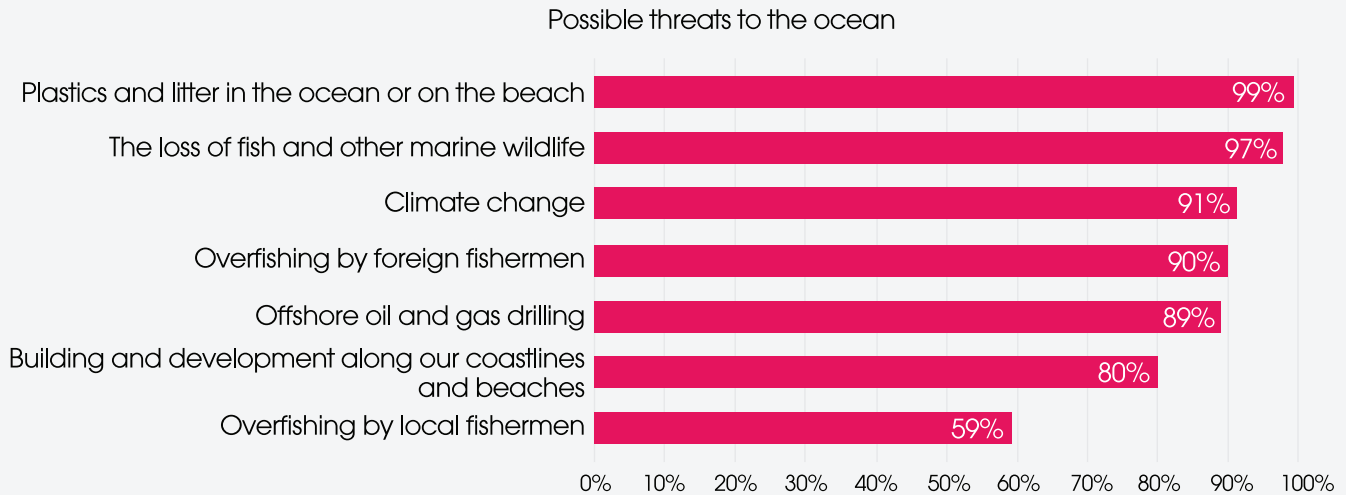 Possible threats to the ocean
Plastics and litter in the ocean or on the beach
99%
The loss of fish and other marine wildlife
97%
Climate change
91%
Overfishing by foreign fishermen
90%
Offshore oil and gas drilling
89%
Building and development along our coastlines
and beaches
80%
Overfishing by local fishermen
59%
0% 10% 20% 30% 40% 50% 60% 70% 80% 90% 100%